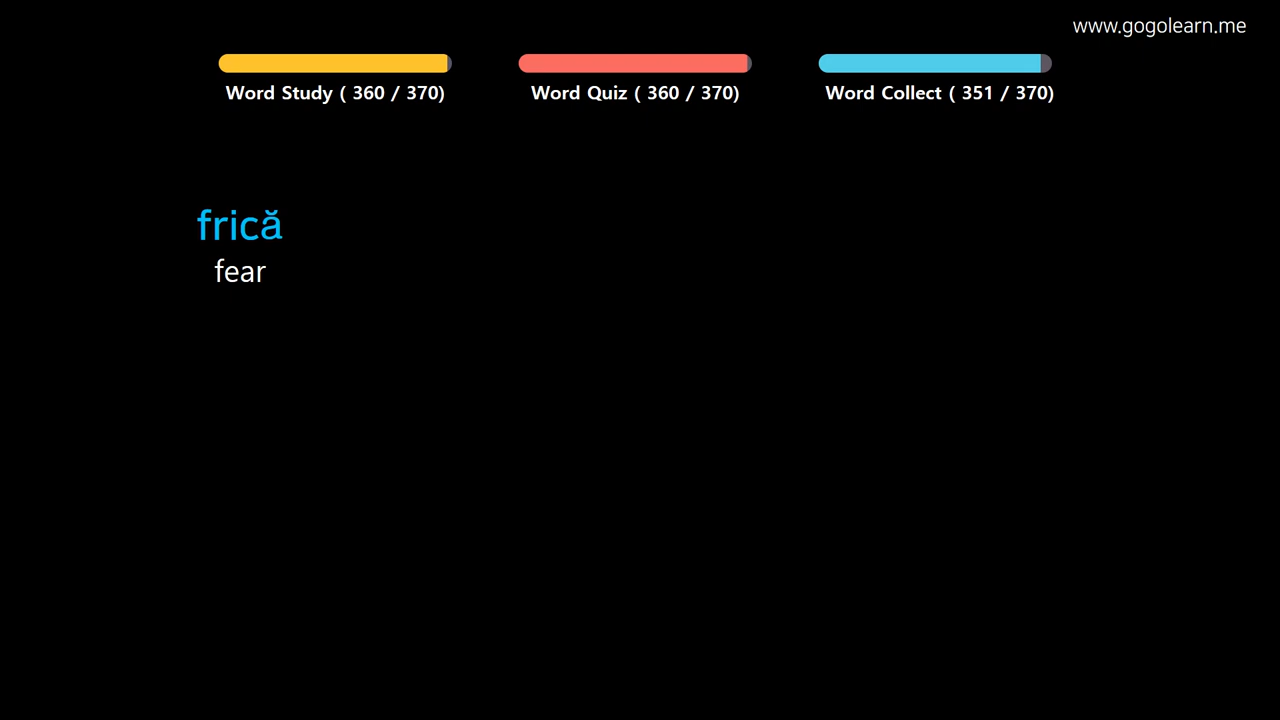 www.gogolearn.me
Word Study ( 360 / 370)
Word Quiz ( 360 / 370)
Word Collect ( 351 / 370)
frică
fear